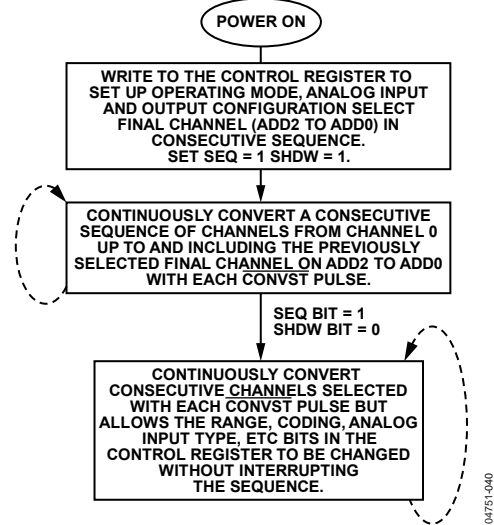 POWER ON
WRITE TO THE CONTROL REGISTER TO
SET UP OPERATING MODE, ANALOG INPUT
AND OUTPUT CONFIGURATION SELECT
FINAL CHANNEL (ADD2 TO ADD0) IN
CONSECUTIVE SEQUENCE.
SET SEQ = 1 SHDW = 1.
CONTINUOUSLY CONVERT A CONSECUTIVE
SEQUENCE OF CHANNELS FROM CHANNEL 0
UP TO AND INCLUDING THE PREVIOUSLY
SELECTED FINAL CHANNEL ON ADD2 TO ADD0
WITH EACH CONVST PULSE.
SEQ BIT = 1
SHDW BIT = 0
CONTINUOUSLY CONVERT
CONSECUTIVE CHANNELS SELECTED
WITH EACH CONVST PULSE BUT
ALLOWS THE RANGE, CODING, ANALOG
INPUT TYPE, ETC BITS IN THE
CONTROL REGISTER TO BE CHANGED
WITHOUT INTERRUPTING
THE SEQUENCE.
04751-040